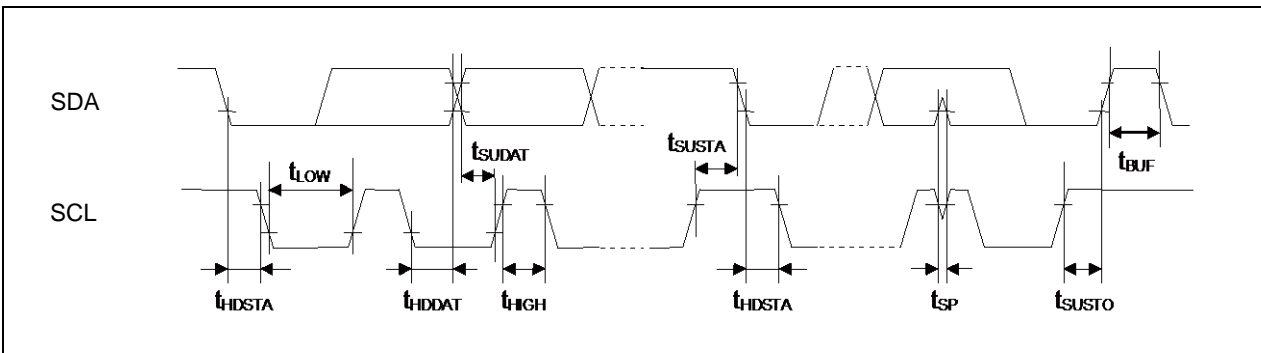 SDA
tSUSTA
tBUF
tSUDAT
tLOW
SCL
tHDSTA
tHDDAT
tHIGH
tHDSTA
tSP
tSUSTO